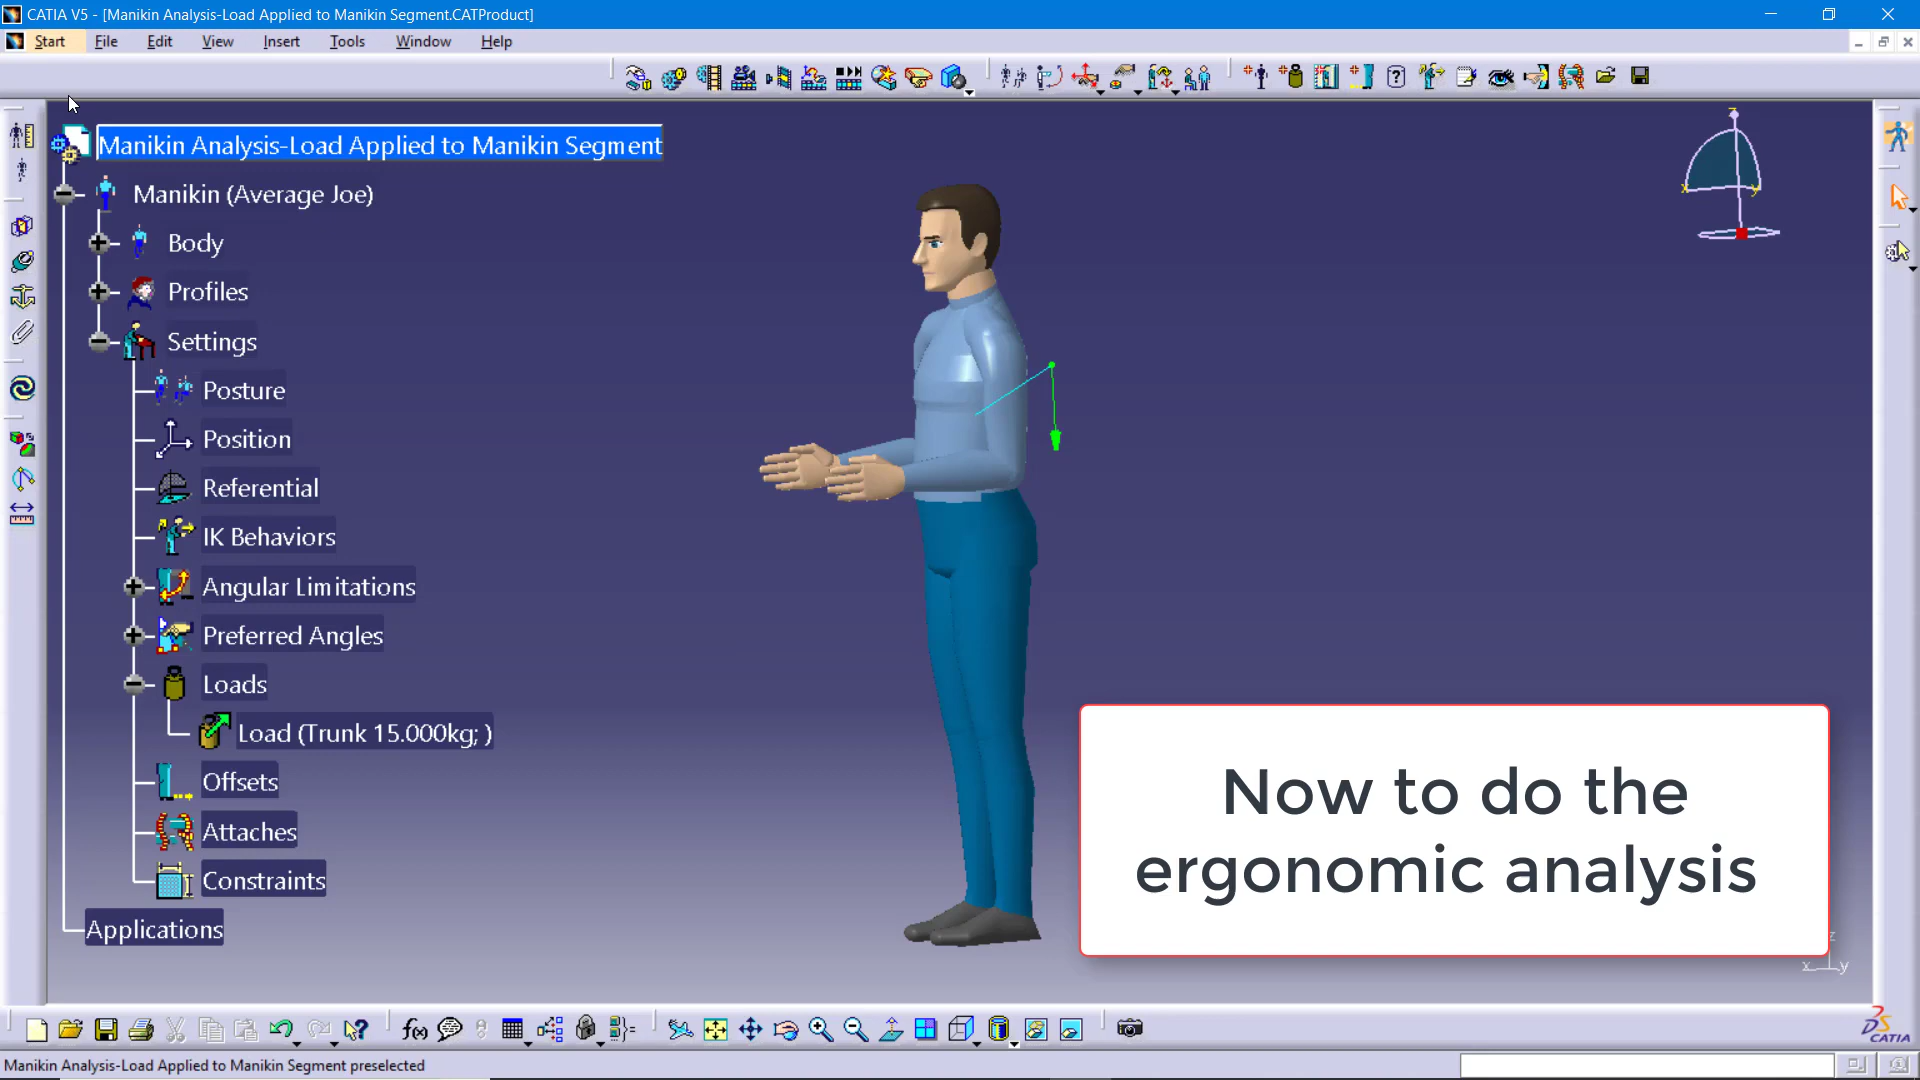 CATIA V5 - [Manikin Analysis-Load Applied to Manikin Segment.CATProduct]
Start File Edit View Insert Tools Window Help
Manikin Analysis-Load Applied to Manikin Segment
Manikin (Average Joe)
Body
Profiles
Settings
Posture
Position
Referential
IK Behaviors
Angular Limitations
Preferred Angles
Loads
Load (Trunk 15.000kg; )
Offsets
Attaches
Constraints
Applications
Now to do the
ergonomic analysis
z
x y
f(x)
CATIA
Manikin Analysis-Load Applied to Manikin Segment preselected